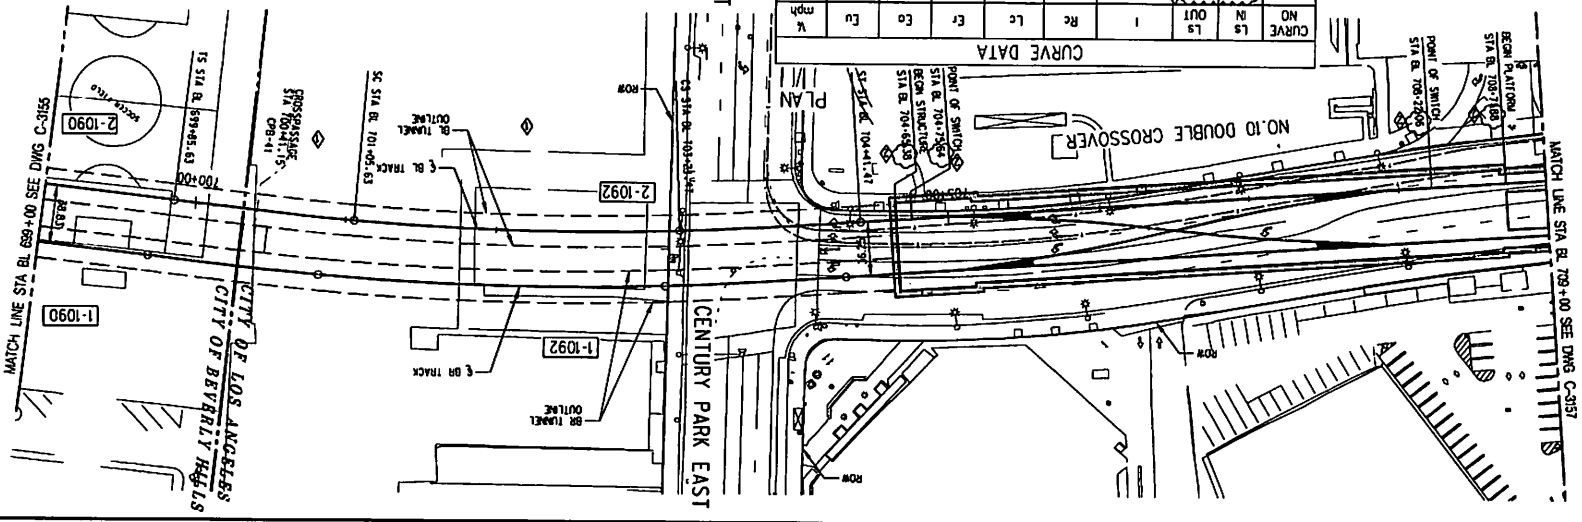 MATCH LINE STA BL 699+00 SEE DWG C-3155
2-1090
SOCCER FIELD
TS STA BL 699+85.63
700+00
CROSSPASSAGE
CPB-41
SC STA BL 701+05.63
BL TUNNEL
OUTLINE
℄ BL TRACK
2-1092
ROW
PLAN
CURVE DATA
CURVE
NO
Ls
IN
Ls
OUT
I
Rc
Lc
Er
Ea
Eu
V
mph
POINT OF SWITCH
BEGIN STRUCTURE
705+00
NO.10 DOUBLE CROSSOVER
POINT OF SWITCH
BEGIN PLATFORM
MATCH LINE STA BL 709+00 SEE DWG C-3157
1-1090
CITY OF LOS ANGELES
CITY OF BEVERLY HILLS
℄ BR TRACK
1-1092
BR TUNNEL
OUTLINE
CENTURY PARK EAST
ROW
ROW